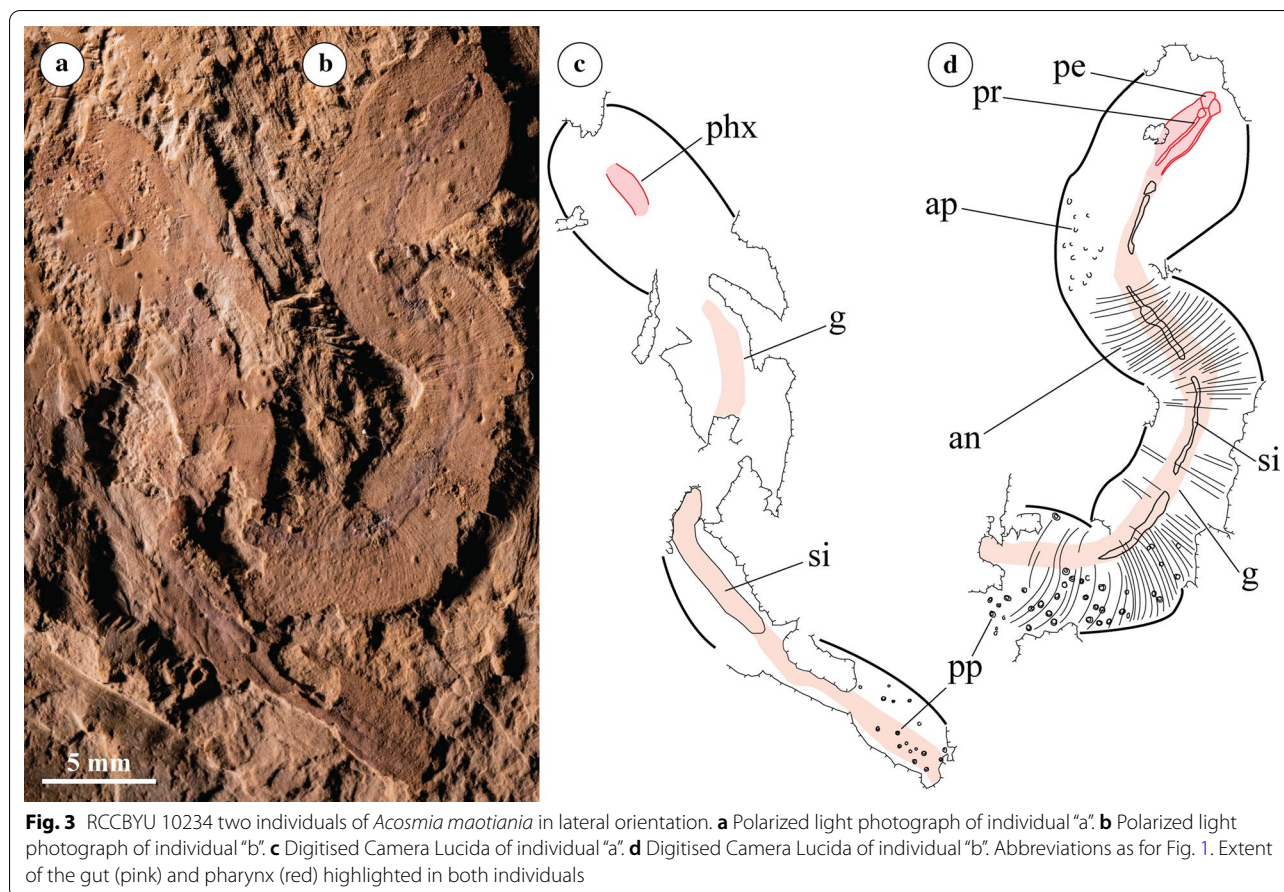 a
b
c
d
pe
pr
phx
ap
g
an
si
g
si
pp
5 mm
Fig. 3 RCCBYU 10234 two individuals of Acosmia maotiania in lateral orientation. a Polarized light photograph of individual "a". b Polarized light
photograph of individual "b". c Digitised Camera Lucida of individual "a". d Digitised Camera Lucida of individual "b". Abbreviations as for Fig. 1. Extent
of the gut (pink) and pharynx (red) highlighted in both individuals